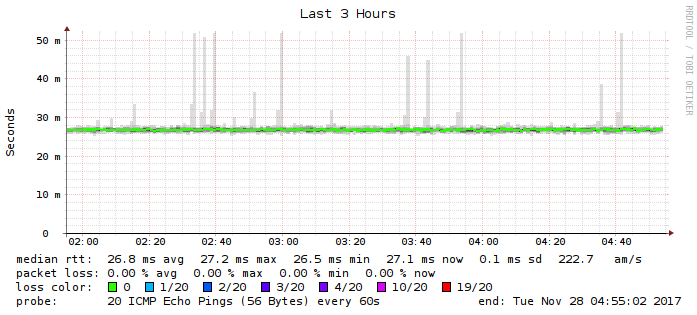 Last 3 Hours
RRDTOOL / TOBI OETIKER
Seconds
50 m
40 m
30 m
20 m
10 m
0
02:00 02:20 02:40 03:00 03:20 03:40 04:00 04:20 04:40
median rtt: 26.8 ms avg 27.2 ms max 26.5 ms min 27.1 ms now 0.1 ms sd 222.7 am/s
packet loss: 0.00 % avg 0.00 % max 0.00 % min 0.00 % now
loss color: 0 1/20 2/20 3/20 4/20 10/20 19/20
probe: 20 ICMP Echo Pings (56 Bytes) every 60s end: Tue Nov 28 04:55:02 2017